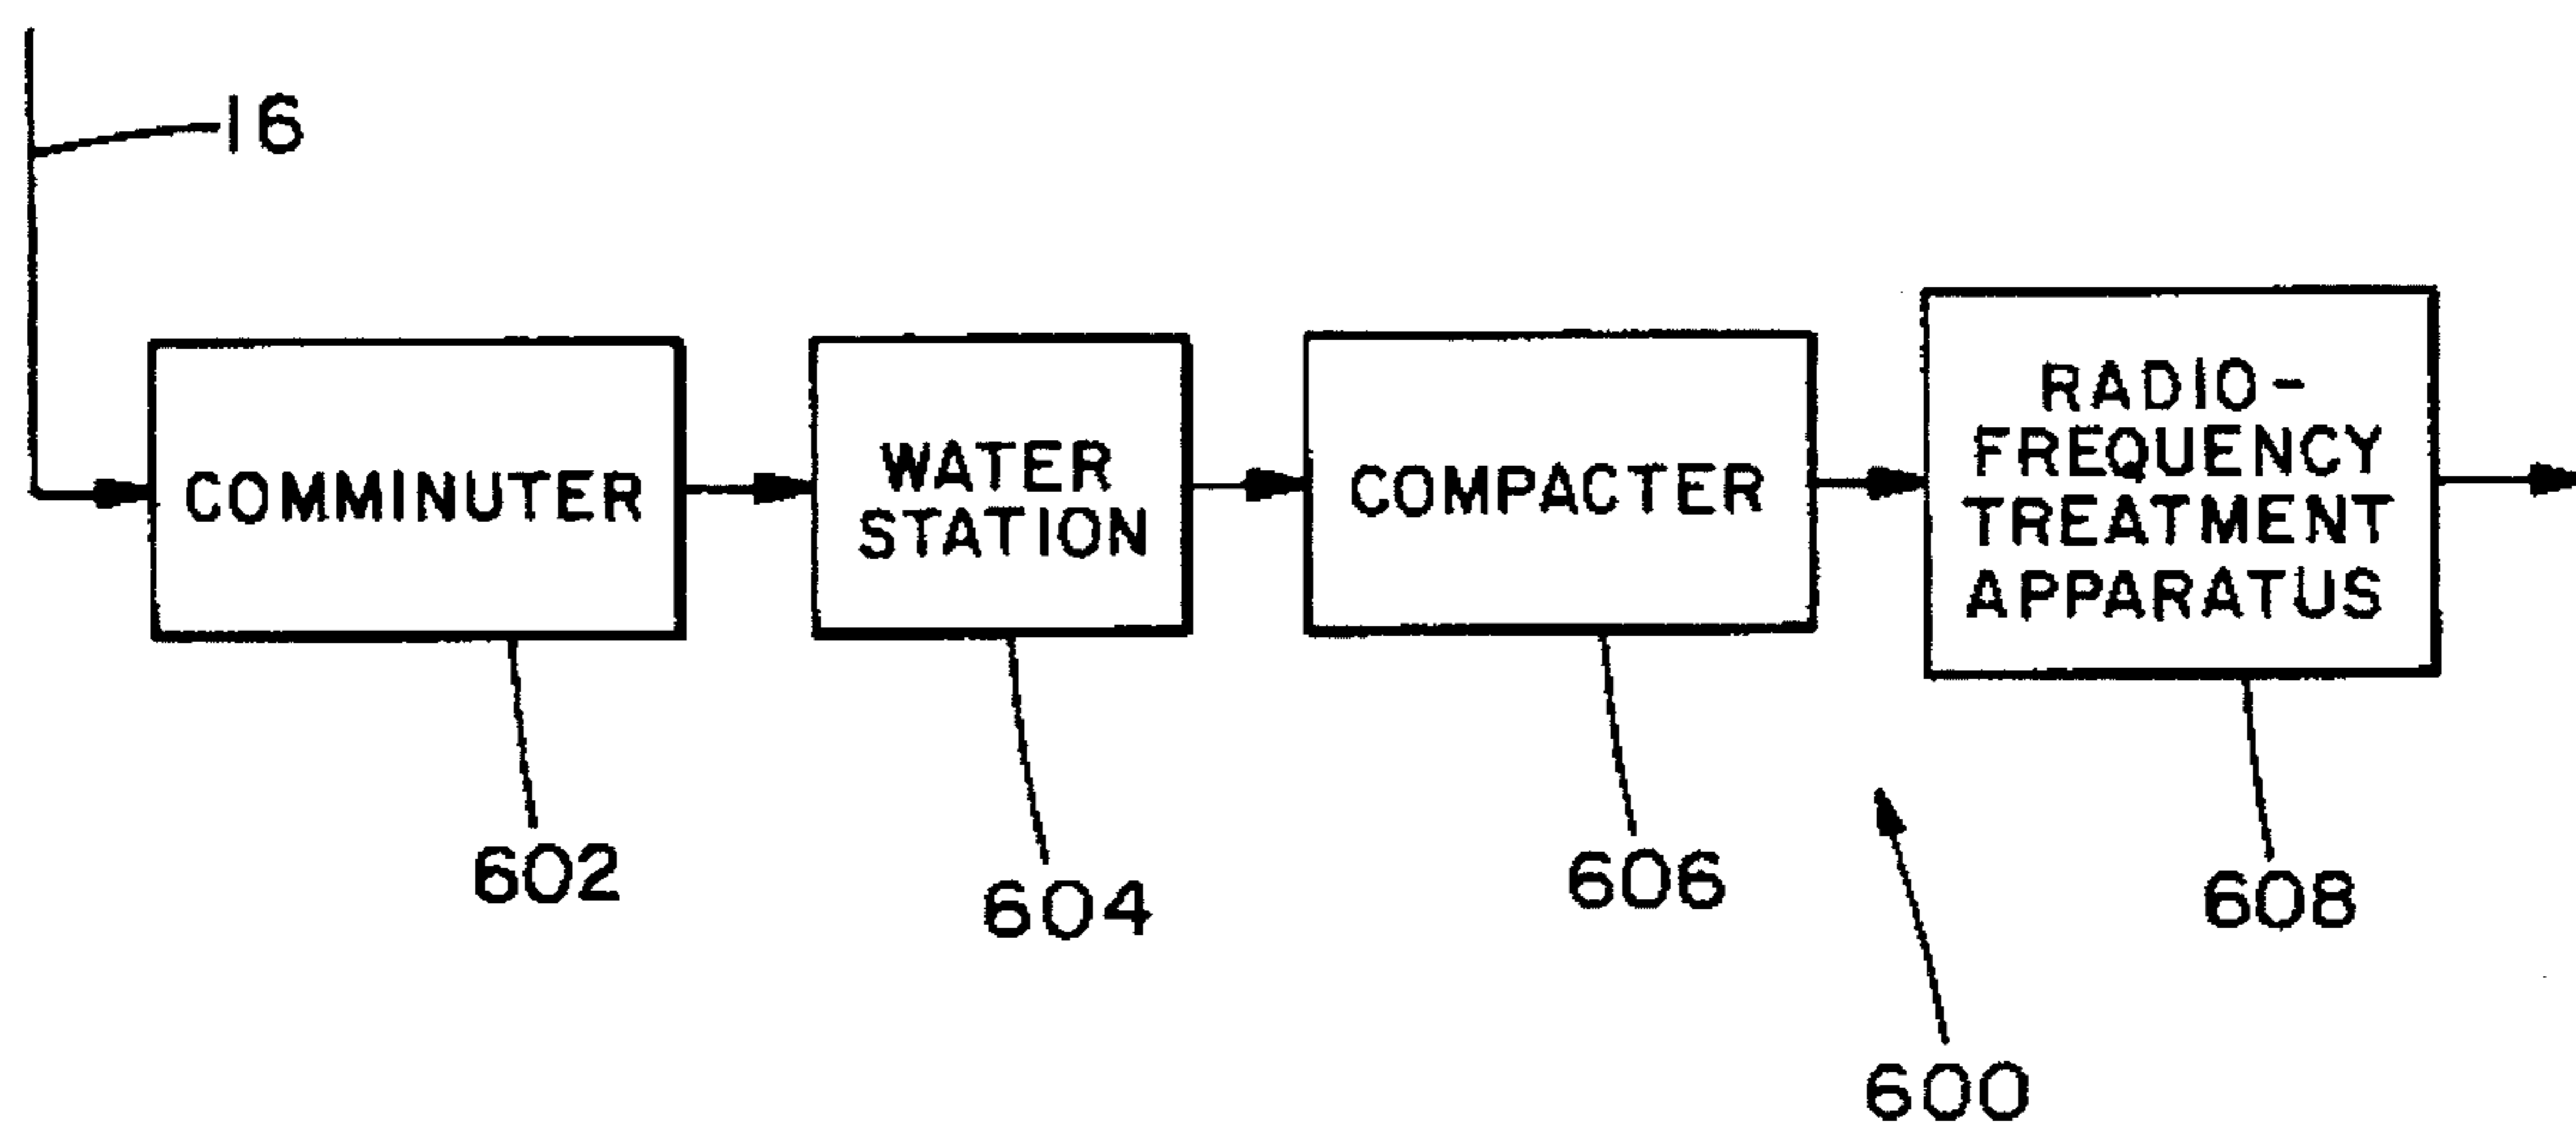 16
COMMINUTER
WATER
STATION
COMPACTER
RADIO-
FREQUENCY
TREATMENT
APPARATUS
602
604
606
608
600